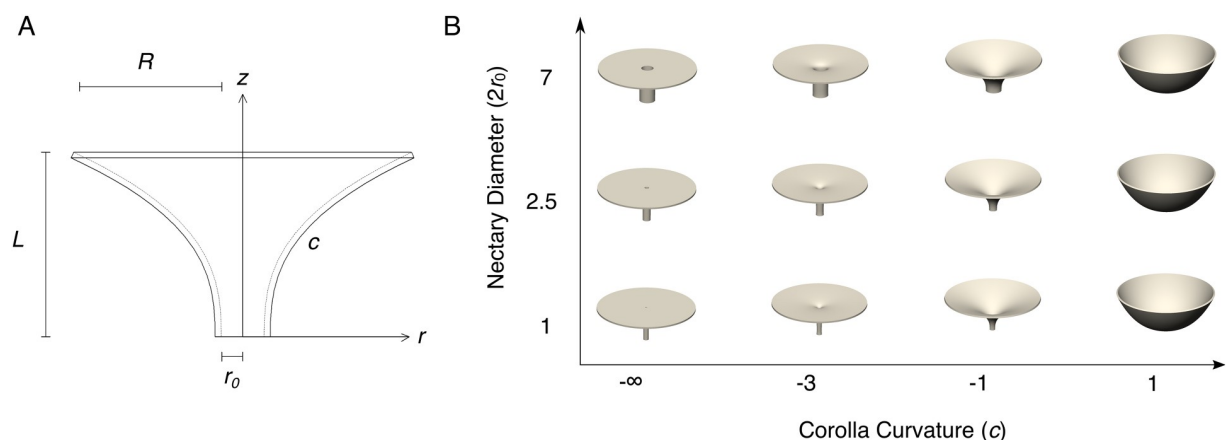 A
R
z
L
c
r
r0
B
Nectary Diameter (2r0)
7
2.5
1
-∞
-3
-1
1
Corolla Curvature (c)